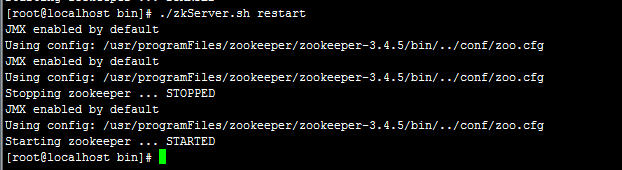 [root@localhost bin]# ./zkServer.sh restart
JMX enabled by default
Using config: /usr/programFiles/zookeeper/zookeeper-3.4.5/bin/../conf/zoo.cfg
JMX enabled by default
Using config: /usr/programFiles/zookeeper/zookeeper-3.4.5/bin/../conf/zoo.cfg
Stopping zookeeper ... STOPPED
JMX enabled by default
Using config: /usr/programFiles/zookeeper/zookeeper-3.4.5/bin/../conf/zoo.cfg
Starting zookeeper ... STARTED
[root@localhost bin]#